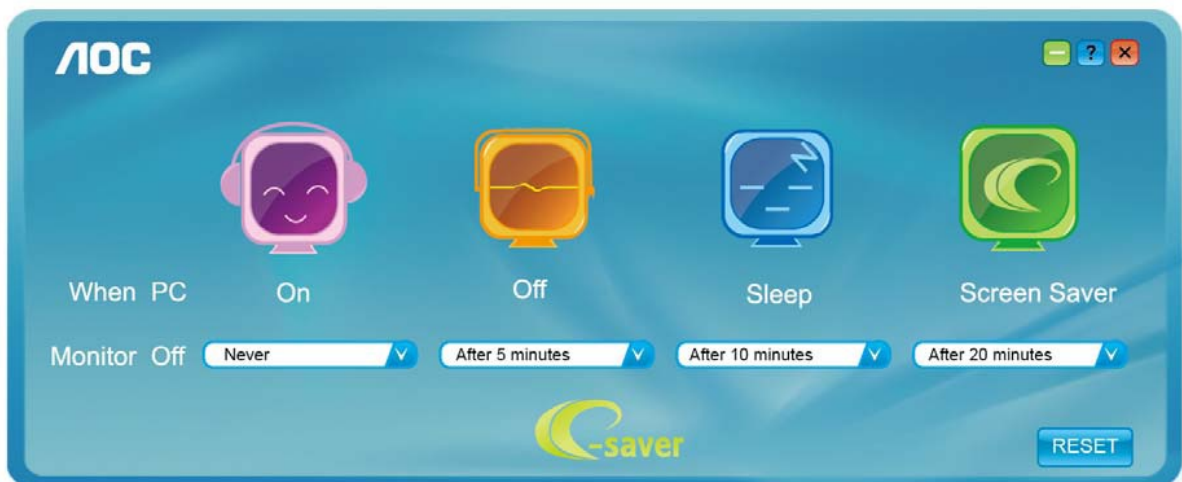 AOC
?
When PC On Off Sleep Screen Saver
Monitor Off Never After 5 minutes After 10 minutes After 20 minutes
e-saver
RESET